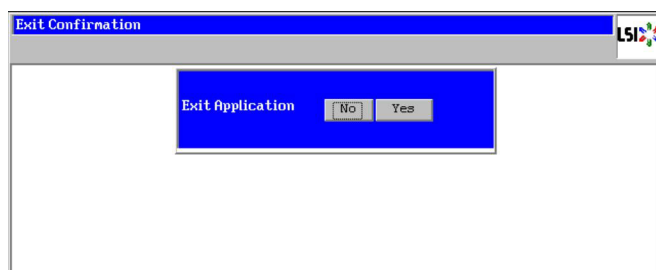 Exit Confirmation
LSI
Exit Application
No
Yes